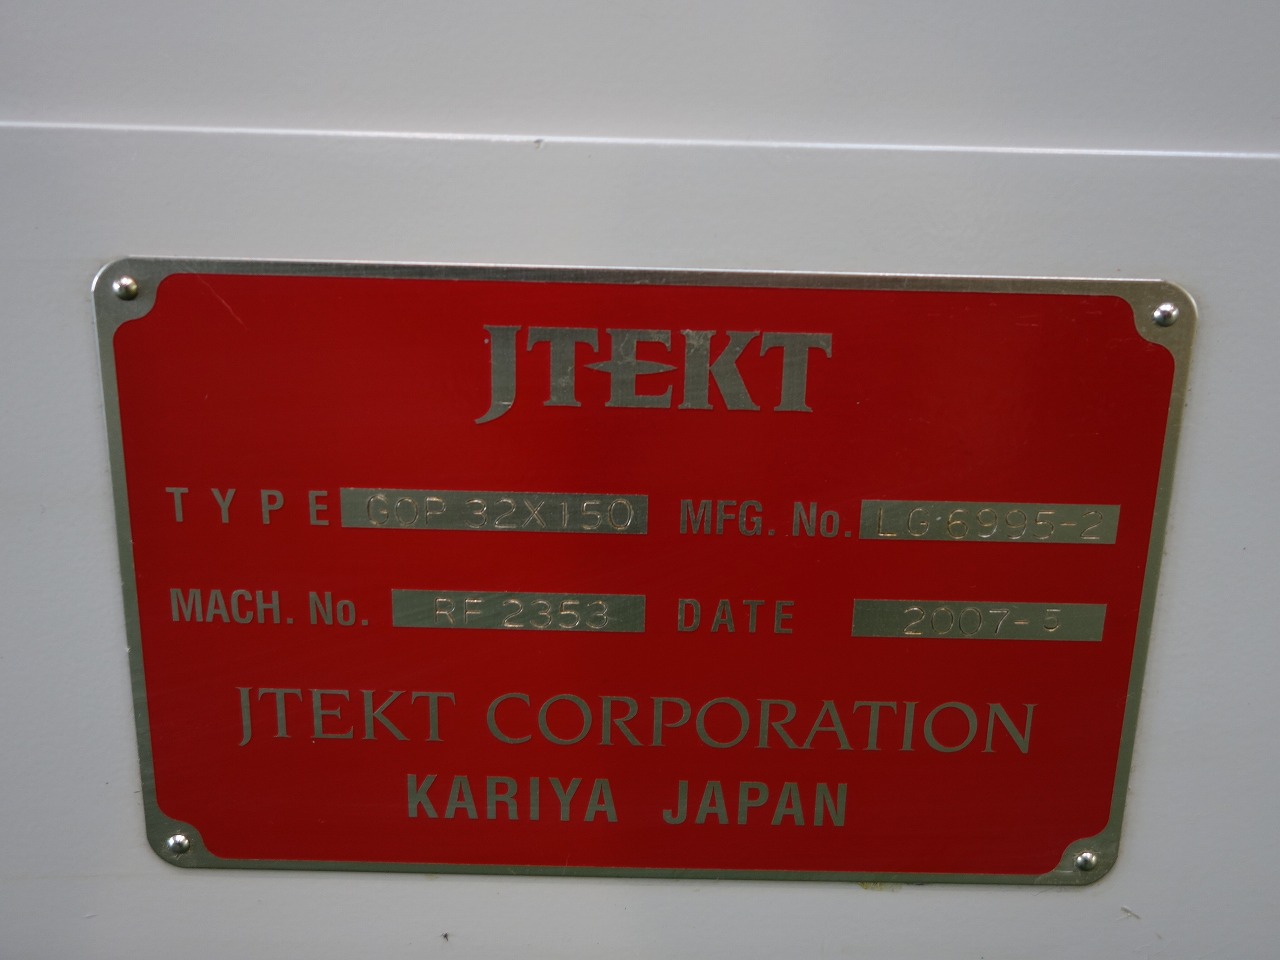 JTEKT
TYPE GOP 32X150 MFG. No. LG 6995-2
MACH. No. RF 2353 DATE 2007-5
JTEKT CORPORATION
KARIYA JAPAN